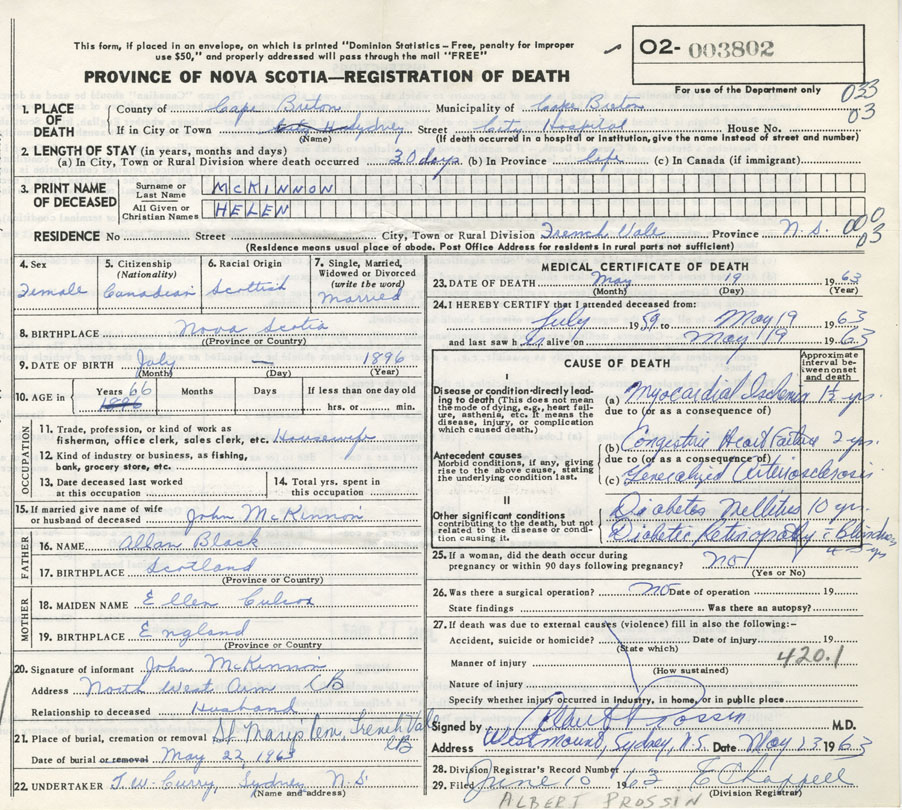 This form, if placed in an envelope, on which is printed "Dominion Statistics – Free, penalty for improper
use $50," and properly addressed will pass through the mail "FREE"
O2- 003802
PROVINCE OF NOVA SCOTIA—REGISTRATION OF DEATH
For use of the Department only
033
03
1. PLACE OF DEATH
County of Cape Breton Municipality of Cape Breton
If in City or Town Sydney Street City Hospital House No.
(Name) (If death occurred in a hospital or institution, give the name instead of street and number)
2. LENGTH OF STAY (in years, months and days)
(a) In City, Town or Rural Division where death occurred 30 days (b) In Province life (c) In Canada (if immigrant)
3. PRINT NAME OF DECEASED
Surname or Last Name McKINNON
All Given or Christian Names HELEN
RESIDENCE No Street City, Town or Rural Division French Vale Province N.S.
000
03
(Residence means usual place of abode. Post Office Address for residents in rural parts not sufficient)
4. Sex Female
5. Citizenship (Nationality) Canadian
6. Racial Origin Scottish
7. Single, Married, Widowed or Divorced (write the word) Married
8. BIRTHPLACE Nova Scotia
(Province or Country)
9. DATE OF BIRTH July — 1896
(Month) (Day) (Year)
10. AGE in Years 66 1896 Months Days If less than one day old
hrs. or min.
OCCUPATION
11. Trade, profession, or kind of work as
fisherman, office clerk, sales clerk, etc. Housewife
12. Kind of industry or business, as fishing,
bank, grocery store, etc.
13. Date deceased last worked
at this occupation
14. Total yrs. spent in
this occupation
15. If married give name of wife
or husband of deceased John McKinnon
FATHER
16. NAME Allan Black
17. BIRTHPLACE Scotland
(Province or Country)
MOTHER
18. MAIDEN NAME Ellen
19. BIRTHPLACE England
(Province or Country)
20. Signature of informant John McKinnon
Address North West Arm CB
Relationship to deceased Husband
21. Place of burial, cremation or removal St Mary's Cem, French Vale
CB
Date of burial or removal May 22, 1963
22. UNDERTAKER T. W. Curry, Sydney N.S
(Name and address)
MEDICAL CERTIFICATE OF DEATH
23. DATE OF DEATH May 19 1963
(Month) (Day) (Year)
24. I HEREBY CERTIFY that I attended deceased from:
July 1959 to May 19 1963
and last saw h alive on May 19 1963
CAUSE OF DEATH
Approximate interval between onset and death
I
Disease or condition directly leading to death (This does not mean the mode of dying, e.g., heart failure, asthenia, etc. It means the disease, injury, or complication which caused death.)
(a) Myocardial Ischemia 1½ yrs.
due to (or as a consequence of)
Antecedent causes
Morbid conditions, if any, giving rise to the above cause, stating the underlying condition last.
(b) Congestive Heart Failure 2 yrs.
due to (or as a consequence of)
(c) Generalized Arteriosclerosis
II
Other significant conditions
contributing to the death, but not related to the disease or condition causing it.
Diabetes Mellitus 10 yrs.
Diabetic Retinopathy c̄ Blindness
yrs
25. If a woman, did the death occur during
pregnancy or within 90 days following pregnancy? no
(Yes or No)
26. Was there a surgical operation? no Date of operation 19
State findings Was there an autopsy?
27. If death was due to external causes (violence) fill in also the following:–
Accident, suicide or homicide? Date of injury 19
(State which)
420.1
Manner of injury
(How sustained)
Nature of injury
Specify whether injury occurred in industry, in home, or in public place
Signed by Albert Prossin M.D.
Address Westmount, Sydney, N.S. Date May 23 1963
28. Division Registrar's Record Number
29. Filed June 10 1963 E Chappell
(Division Registrar)
ALBERT PROSSIN